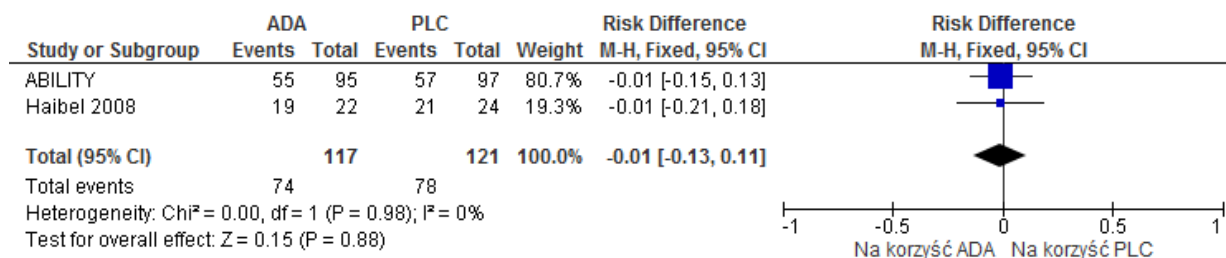 ADA PLC Risk Difference Risk Difference
Study or Subgroup Events Total Events Total Weight M-H, Fixed, 95% CI M-H, Fixed, 95% CI
ABILITY 55 95 57 97 80.7% -0.01 [-0.15, 0.13]
Haibel 2008 19 22 21 24 19.3% -0.01 [-0.21, 0.18]
Total (95% CI) 117 121 100.0% -0.01 [-0.13, 0.11]
Total events 74 78
Heterogeneity: Chi² = 0.00, df = 1 (P = 0.98); I² = 0%
Test for overall effect: Z = 0.15 (P = 0.88)
-1 -0.5 0 0.5 1
Na korzyść ADA Na korzyść PLC